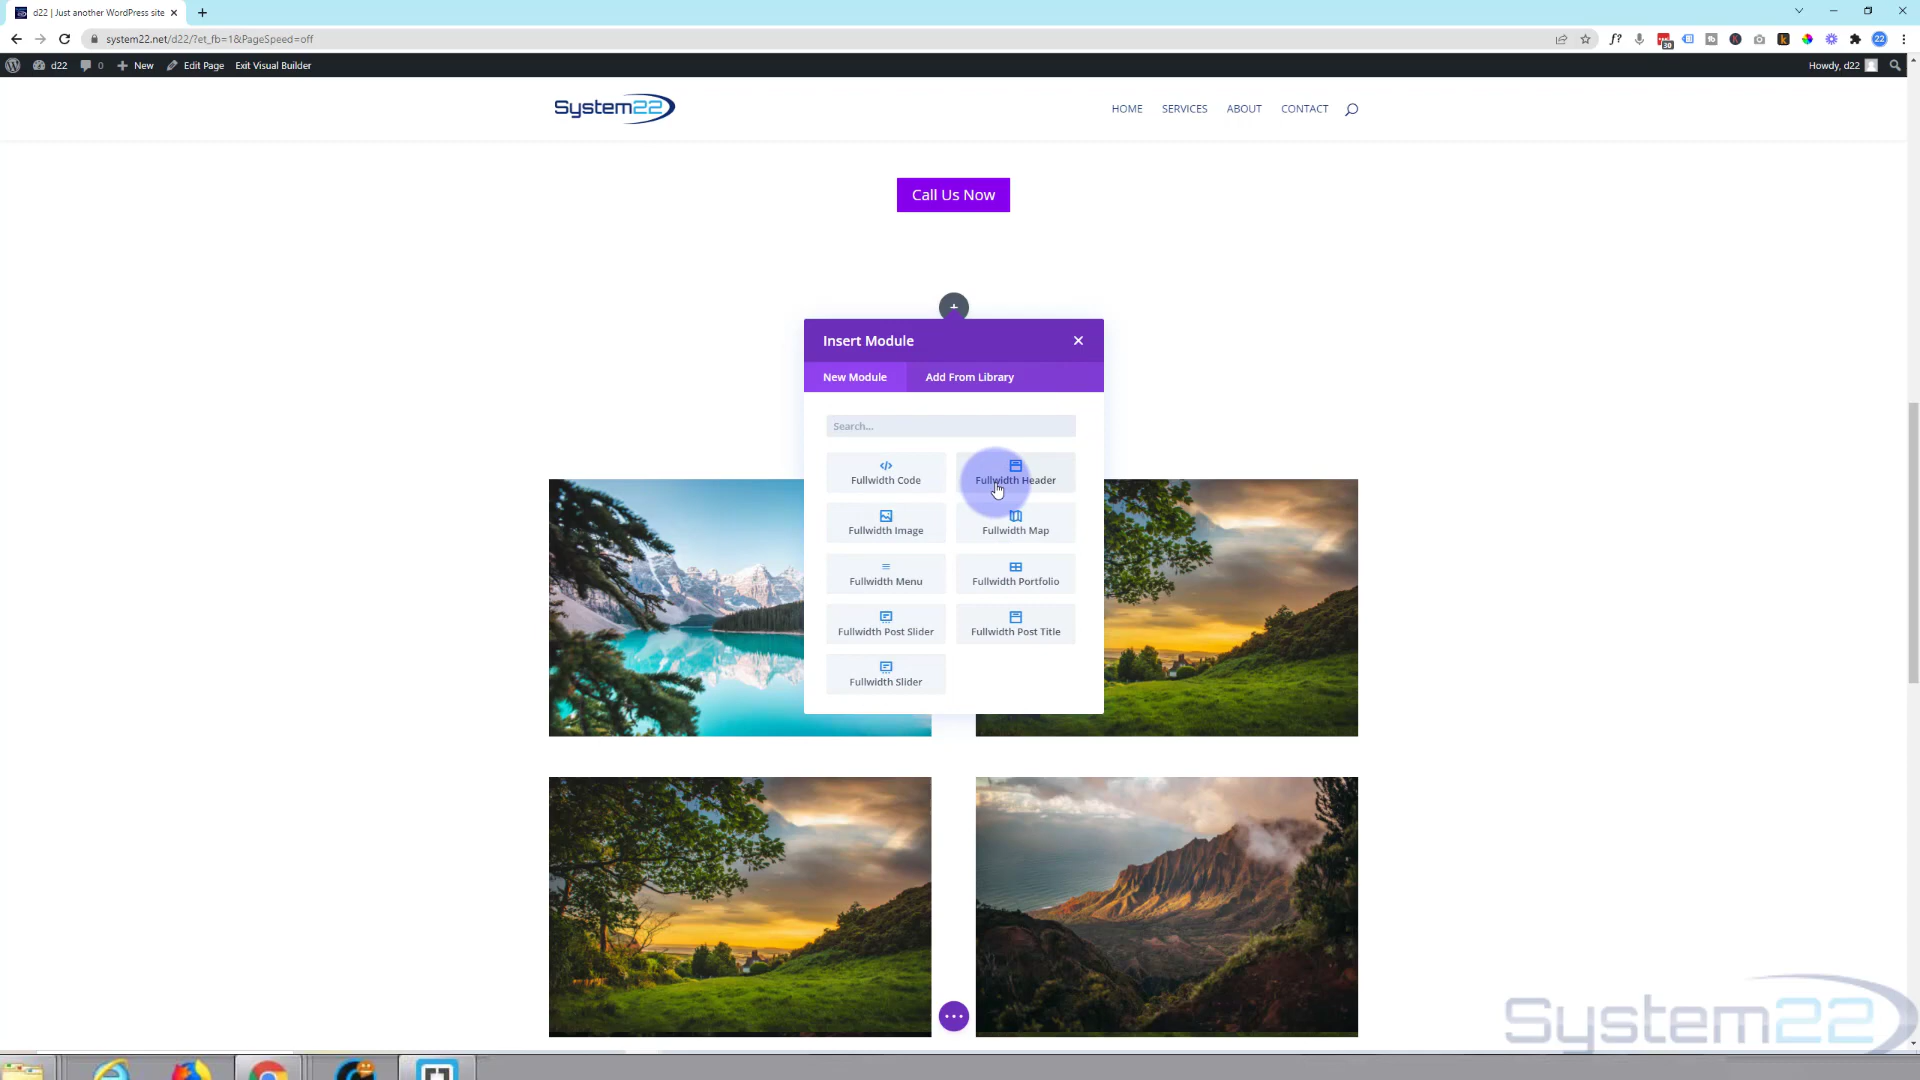 d22 | Just another WordPress site
system22.net/d22/?et_fb=1&PageSpeed=off
f?
30
22
d22
0
New
Edit Page
Exit Visual Builder
Howdy, d22
System22
HOME
SERVICES
ABOUT
CONTACT
Call Us Now
Insert Module
New Module
Add From Library
Search...
Fullwidth Code
Fullwidth Header
Fullwidth Image
Fullwidth Map
Fullwidth Menu
Fullwidth Portfolio
Fullwidth Post Slider
Fullwidth Post Title
Fullwidth Slider
System22